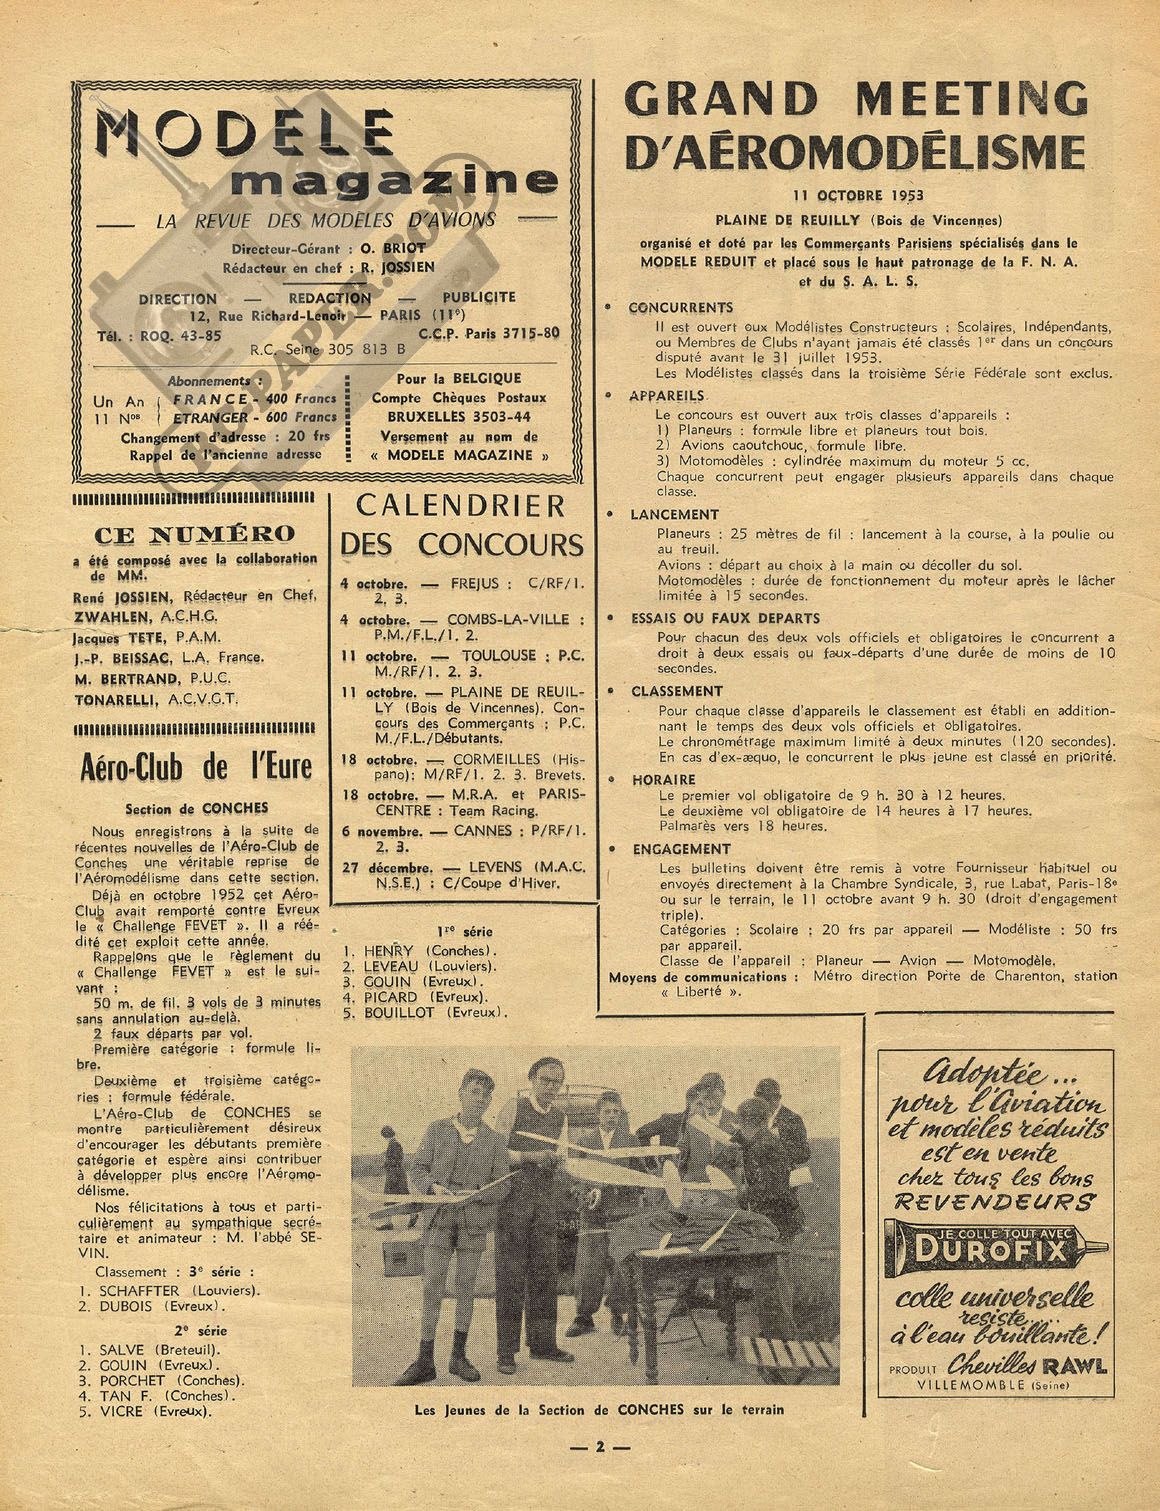 MODÈLE
magazine
LA REVUE DES MODÈLES D'AVIONS
Directeur-Gérant : O. BRIOT
Rédacteur en chef : R. JOSSIEN
DIRECTION — REDACTION — PUBLICITE
12, Rue Richard-Lenoir — PARIS (11e)
Tél. : ROQ. 43-85 C.C.P. Paris 3715-80
R.C. Seine 305 813 B
Abonnements :
Un An ( FRANCE - 400 Francs
11 Nos ( ETRANGER - 600 Francs
Changement d'adresse : 20 frs
Rappel de l'ancienne adresse
Pour la BELGIQUE
Compte Chèques Postaux
BRUXELLES 3503-44
Versement au nom de
« MODELE MAGAZINE »
RCPAPER.COM
CE NUMÉRO
a été composé avec la collaboration
de MM.
René JOSSIEN, Rédacteur en Chef,
ZWAHLEN, A.C.H.G.
Jacques TETE, P.A.M.
J.-P. BEISSAC, L.A. France.
M. BERTRAND, P.U.C.
TONARELLI, A.C.V.G.T.
Aéro-Club de l'Eure
Section de CONCHES
Nous enregistrons à la suite de
récentes nouvelles de l'Aéro-Club de
Conches une véritable reprise de
l'Aéromodélisme dans cette section.
Déjà en octobre 1952 cet Aéro-
Club avait remporté contre Evreux
le « Challenge FEVET ». Il a réé-
dité cet exploit cette année.
Rappelons que le règlement du
« Challenge FEVET » est le sui-
vant :
50 m. de fil. 3 vols de 3 minutes
sans annulation au-delà.
2 faux départs par vol.
Première catégorie : formule li-
bre.
Deuxième et troisième catégo-
ries : formule fédérale.
L'Aéro-Club de CONCHES se
montre particulièrement désireux
d'encourager les débutants première
catégorie et espère ainsi contribuer
à développer plus encore l'Aéromo-
délisme.
Nos félicitations à tous et parti-
culièrement au sympathique secré-
taire et animateur : M. l'abbé SE-
VIN.
Classement : 3e série :
1. SCHAFFTER (Louviers).
2. DUBOIS (Evreux).
2e série
1. SALVE (Breteuil).
2. GOUIN (Evreux).
3. PORCHET (Conches).
4. TAN F. (Conches).
5. VICRE (Evreux).
CALENDRIER
DES CONCOURS
4 octobre. — FREJUS : C/RF/1.
2. 3.
4 octobre. — COMBS-LA-VILLE :
P.M./F.L./1. 2.
11 octobre. — TOULOUSE : P.C.
M./RF/1. 2. 3.
11 octobre. — PLAINE DE REUIL-
LY (Bois de Vincennes). Con-
cours des Commerçants : P.C.
M./F.L./Débutants.
18 octobre. — CORMEILLES (His-
pano): M/RF/1. 2. 3. Brevets.
18 octobre. — M.R.A. et PARIS-
CENTRE : Team Racing.
6 novembre. — CANNES : P/RF/1.
2. 3.
27 décembre. — LEVENS (M.A.C.
N.S.E.) : C/Coupe d'Hiver.
1re série
1. HENRY (Conches).
2. LEVEAU (Louviers).
3. GOUIN (Evreux).
4. PICARD (Evreux).
5. BOUILLOT (Evreux).
GRAND MEETING
D'AÉROMODÉLISME
11 OCTOBRE 1953
PLAINE DE REUILLY (Bois de Vincennes)
organisé et doté par les Commerçants Parisiens spécialisés dans le
MODELE REDUIT et placé sous le haut patronage de la F. N. A.
et du S. A. L. S.
• CONCURRENTS
Il est ouvert aux Modélistes Constructeurs : Scolaires, Indépendants,
ou Membres de Clubs n'ayant jamais été classés 1er dans un concours
disputé avant le 31 juillet 1953.
Les Modélistes classés dans la troisième Série Fédérale sont exclus.
• APPAREILS
Le concours est ouvert aux trois classes d'appareils :
1) Planeurs : formule libre et planeurs tout bois.
2) Avions caoutchouc, formule libre.
3) Motomodèles : cylindrée maximum du moteur 5 cc.
Chaque concurrent peut engager plusieurs appareils dans chaque
classe.
• LANCEMENT
Planeurs : 25 mètres de fil : lancement à la course, à la poulie ou
au treuil.
Avions : départ au choix à la main ou décoller du sol.
Motomodèles : durée de fonctionnement du moteur après le lâcher
limitée à 15 secondes.
• ESSAIS OU FAUX DEPARTS
Pour chacun des deux vols officiels et obligatoires le concurrent a
droit à deux essais ou faux-départs d'une durée de moins de 10
secondes.
• CLASSEMENT
Pour chaque classe d'appareils le classement est établi en addition-
nant le temps des deux vols officiels et obligatoires.
Le chronométrage maximum limité à deux minutes (120 secondes).
En cas d'ex-æquo, le concurrent le plus jeune est classé en priorité.
• HORAIRE
Le premier vol obligatoire de 9 h. 30 à 12 heures.
Le deuxième vol obligatoire de 14 heures à 17 heures.
Palmarès vers 18 heures.
• ENGAGEMENT
Les bulletins doivent être remis à votre Fournisseur habituel ou
envoyés directement à la Chambre Syndicale, 3, rue Labat, Paris-18e
ou sur le terrain, le 11 octobre avant 9 h. 30 (droit d'engagement
triple).
Catégories : Scolaire : 20 frs par appareil — Modéliste : 50 frs
par appareil.
Classe de l'appareil : Planeur — Avion — Motomodèle.
Moyens de communications : Métro direction Porte de Charenton, station
« Liberté ».
Les Jeunes de la Section de CONCHES sur le terrain
Adoptée...
pour l'Aviation
et modèles réduits
est en vente
chez tous les bons
REVENDEURS
JE COLLE TOUT AVEC
DUROFIX
colle universelle
resiste....
à l'eau bouillante!
PRODUIT Chevilles RAWL
VILLEMOMBLE (Seine)
— 2 —